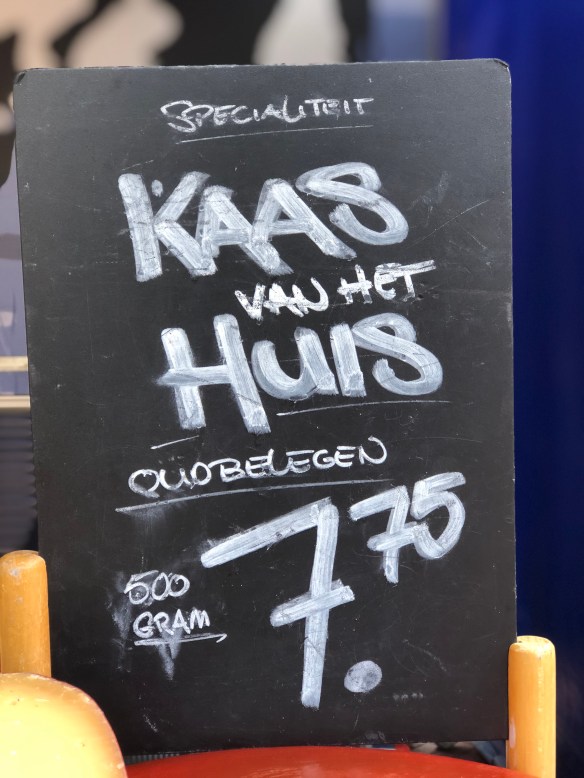 SPECIALITEIT
KAAS
VAN HET
HUIS
OUDBELEGEN
500
GRAM
7.75